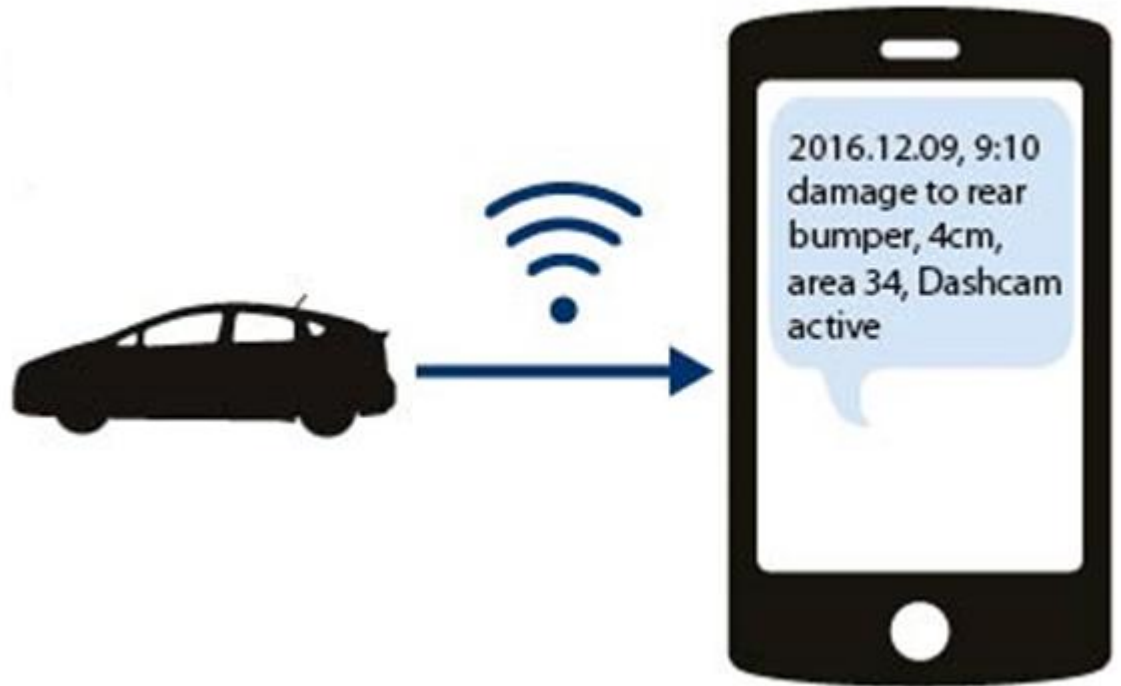 2016.12.09, 9:10
damage to rear
bumper, 4cm,
area 34, Dashcam
active